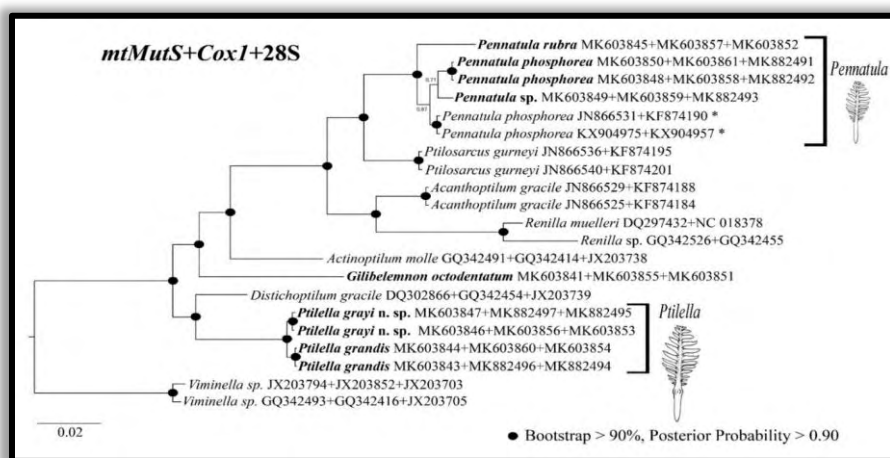 mtMutS+Cox1+28S
Pennatula rubra MK603845+MK603857+MK603852
Pennatula phosphorea MK603850+MK603861+MK882491
Pennatula phosphorea MK603848+MK603858+MK882492
0.71
Pennatula sp. MK603849+MK603859+MK882493
0.97
Pennatula phosphorea JN866531+KF874190 *
Pennatula phosphorea KX904975+KX904957 *
Pennatula
Ptilosarcus gurneyi JN866536+KF874195
Ptilosarcus gurneyi JN866540+KF874201
Acanthoptilum gracile JN866529+KF874188
Acanthoptilum gracile JN866525+KF874184
Renilla muelleri DQ297432+NC 018378
Renilla sp. GQ342526+GQ342455
Actinoptilum molle GQ342491+GQ342414+JX203738
Gilibelemnon octodentatum MK603841+MK603855+MK603851
Distichoptilum gracile DQ302866+GQ342454+JX203739
Ptilella grayi n. sp. MK603847+MK882497+MK882495
Ptilella grayi n. sp. MK603846+MK603856+MK603853
Ptilella grandis MK603844+MK603860+MK603854
Ptilella grandis MK603843+MK882496+MK882494
Ptilella
Viminella sp. JX203794+JX203852+JX203703
Viminella sp. GQ342493+GQ342416+JX203705
0.02
Bootstrap > 90%, Posterior Probability > 0.90